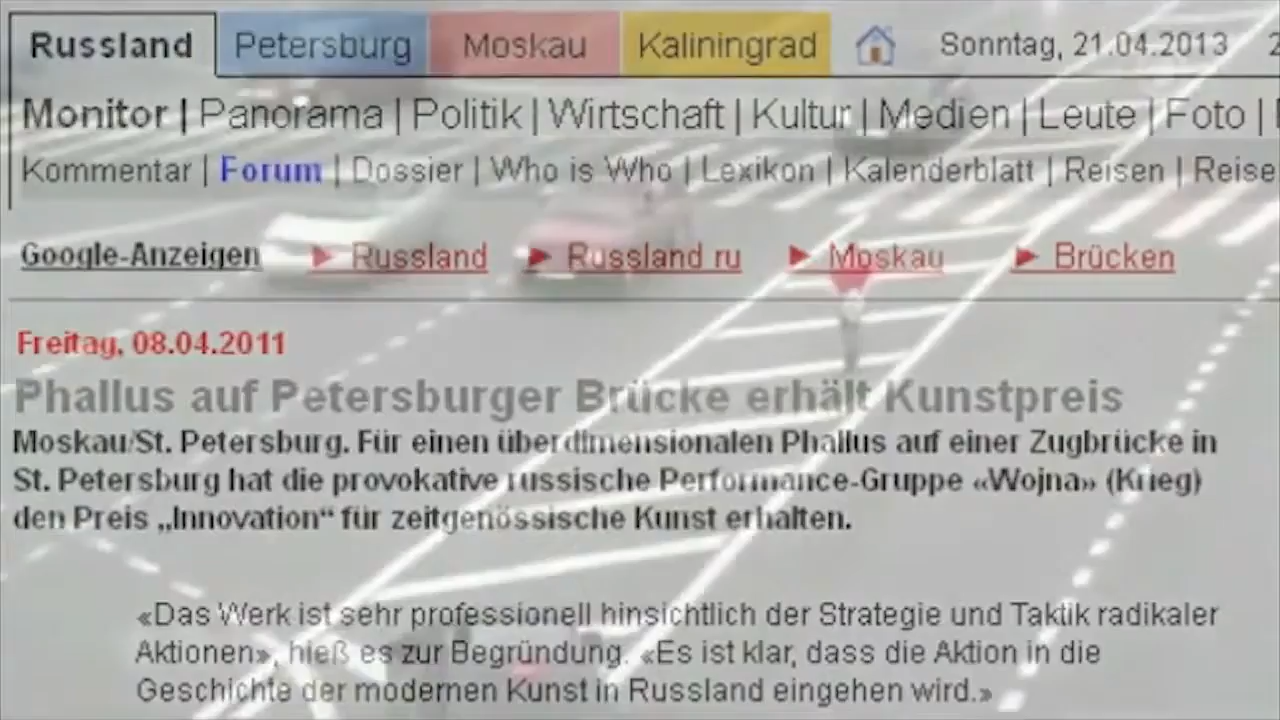 Russland Petersburg Moskau Kaliningrad Sonntag, 21.04.2013 2
Monitor | Panorama | Politik | Wirtschaft | Kultur | Medien | Leute | Foto |
Kommentar | Forum | Dossier | Who is Who | Lexikon | Kalenderblatt | Reisen | Reise
Google-Anzeigen ► Russland ► Russland ru ► Moskau ► Brücken
Freitag, 08.04.2011
Phallus auf Petersburger Brücke erhält Kunstpreis
Moskau/St. Petersburg. Für einen überdimensionalen Phallus auf einer Zugbrücke in
St. Petersburg hat die provokative russische Performance-Gruppe «Wojna» (Krieg)
den Preis „Innovation“ für zeitgenössische Kunst erhalten.
«Das Werk ist sehr professionell hinsichtlich der Strategie und Taktik radikaler
Aktionen», hieß es zur Begründung. «Es ist klar, dass die Aktion in die
Geschichte der modernen Kunst in Russland eingehen wird.»